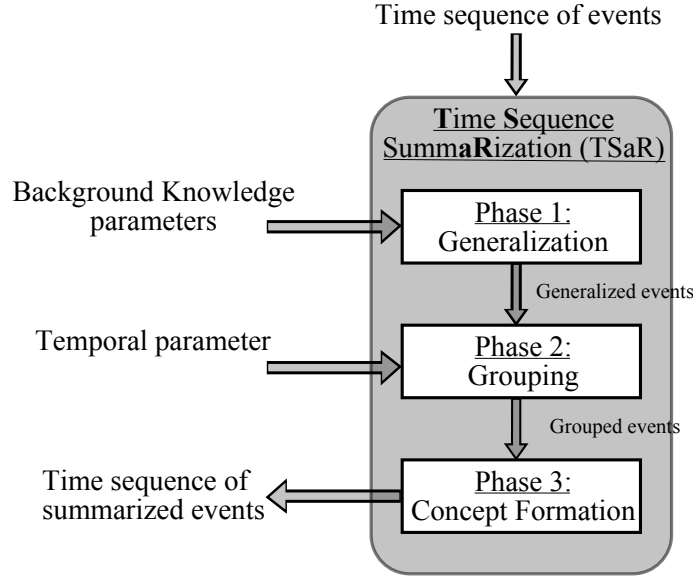 Time sequence of events
Time Sequence
SummaRization (TSaR)
Background Knowledge
parameters
Phase 1:
Generalization
Generalized events
Temporal parameter
Phase 2:
Grouping
Grouped events
Time sequence of
summarized events
Phase 3:
Concept Formation